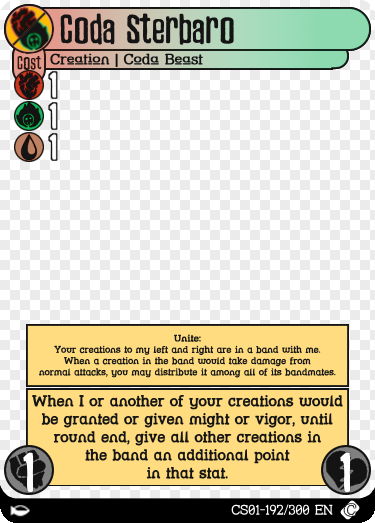 Coda Sterbaro
Cost
Creation | Coda Beast
1
1
1
Unite:
Your creations to my left and right are in a band with me.
When a creation in the band would take damage from
normal attacks, you may distribute it among all of its bandmates.
When I or another of your creations would
be granted or given might or vigor, until
round end, give all other creations in
the band an additional point
in that stat.
1
1
CS01-192/300 EN